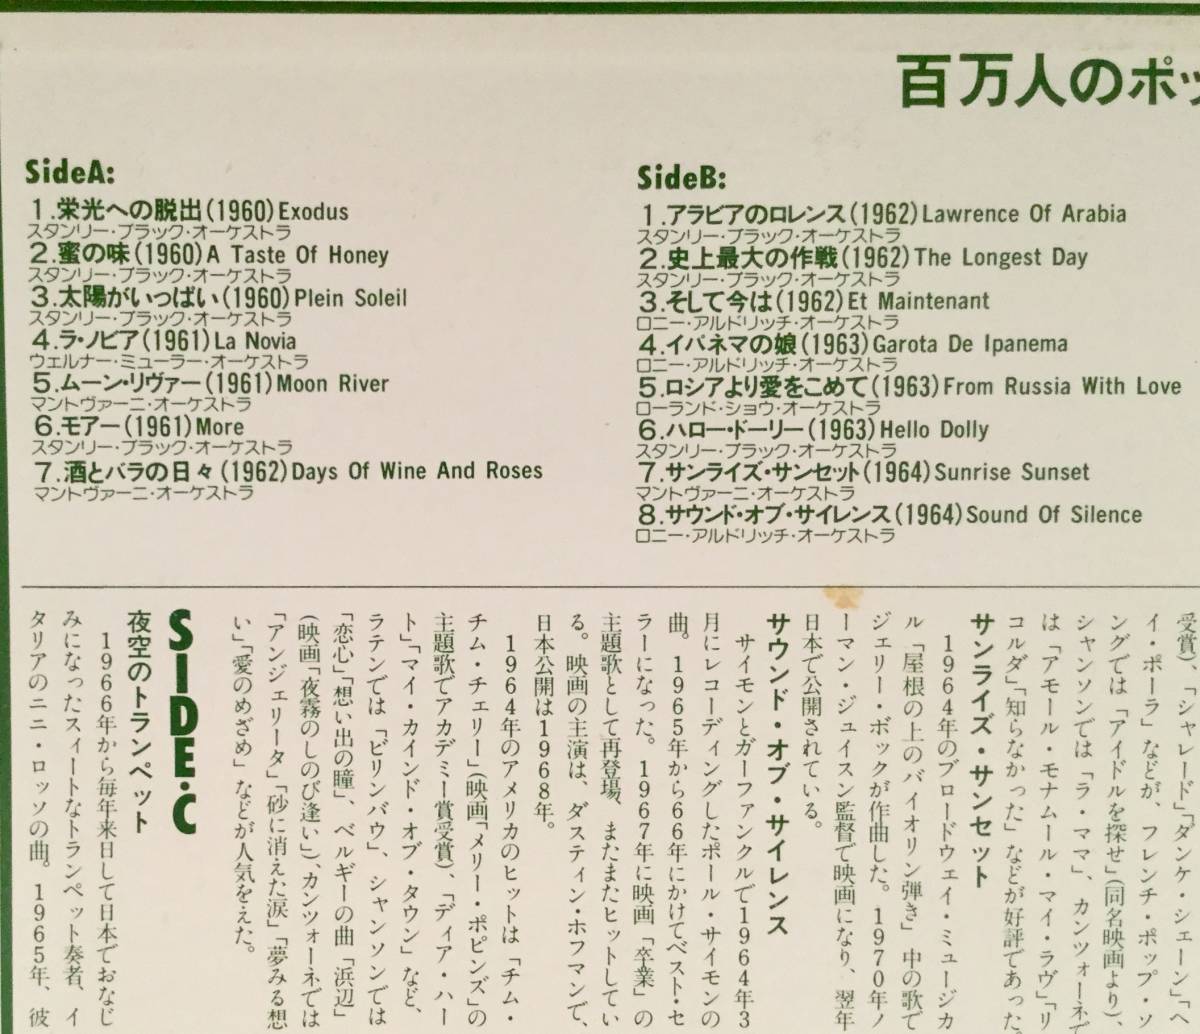 百万人のポッ
SideA:
1.栄光への脱出(1960)Exodus
スタンリー・ブラック・オーケストラ
2.蜜の味(1960)A Taste Of Honey
スタンリー・ブラック・オーケストラ
3.太陽がいっぱい(1960)Plein Soleil
スタンリー・ブラック・オーケストラ
4.ラ・ノビア(1961)La Novia
ウェルナー・ミューラー・オーケストラ
5.ムーン・リヴァー(1961)Moon River
マントヴァーニ・オーケストラ
6.モアー(1961)More
スタンリー・ブラック・オーケストラ
7.酒とバラの日々(1962)Days Of Wine And Roses
マントヴァーニ・オーケストラ
SideB:
1.アラビアのロレンス(1962)Lawrence Of Arabia
スタンリー・ブラック・オーケストラ
2.史上最大の作戦(1962)The Longest Day
スタンリー・ブラック・オーケストラ
3.そして今は(1962)Et Maintenant
ロニー・アルドリッチ・オーケストラ
4.イパネマの娘(1963)Garota De Ipanema
ロニー・アルドリッチ・オーケストラ
5.ロシアより愛をこめて(1963)From Russia With Love
ローランド・ショウ・オーケストラ
6.ハロー・ドーリー(1963)Hello Dolly
スタンリー・ブラック・オーケストラ
7.サンライズ・サンセット(1964)Sunrise Sunset
マントヴァーニ・オーケストラ
8.サウンド・オブ・サイレンス(1964)Sound Of Silence
ロニー・アルドリッチ・オーケストラ
受賞)、「シャレード」「ダンケ・シェーン」「ヘ
イ・ポーラ」などが、フレンチ・ポップ・ソ
ングでは「アイドルを探せ」(同名映画より)、
シャンソンでは「ラ・ママ」、カンツォーネで
は「アモール・モナムール・マイ・ラヴ」「リ
コルダ」「知らなかった」などが好評であった。
サンライズ・サンセット
1964年のブロードウェイ・ミュージカ
ル「屋根の上のバイオリン弾き」中の歌で
ジェリー・ボックが作曲した。1970年ノ
ーマン・ジュイスン監督で映画になり、翌年
日本で公開されている。
サウンド・オブ・サイレンス
サイモンとガーファンクルで1964年3
月にレコーディングしたポール・サイモンの
曲。1965年から66年にかけてベスト・セ
ラーになった。1967年に映画「卒業」の
主題歌として再登場、またまたヒットしてい
る。映画の主演は、ダスティン・ホフマンで、
日本公開は1968年。
1964年のアメリカのヒットは「チム・
チム・チェリー」(映画「メリー・ポピンズ」の
主題歌でアカデミー賞受賞)、「ディア・ハー
ト」「マイ・カインド・オブ・タウン」など、
ラテンでは「ビリンバウ」、シャンソンでは
「恋心」「想い出の瞳」、ベルギーの曲「浜辺」
(映画「夜霧のしのび逢い」)、カンツォーネでは
「アンジェリータ」「砂に消えた涙」「夢みる想
い」「愛のめざめ」などが人気をえた。
SIDE・C
夜空のトランペット
1966年から毎年来日して日本でおなじ
みになったスィートなトランペット奏者、イ
タリアのニニ・ロッソの曲。1965年、彼